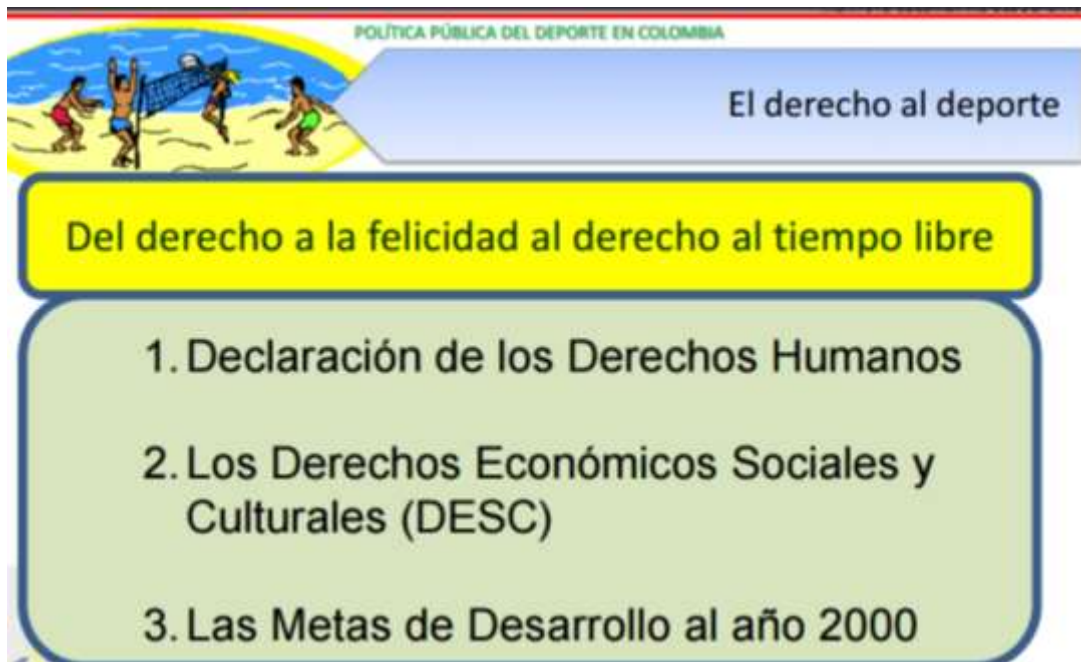 POLÍTICA PÚBLICA DEL DEPORTE EN COLOMBIA
El derecho al deporte
Del derecho a la felicidad al derecho al tiempo libre
1. Declaración de los Derechos Humanos
2. Los Derechos Económicos Sociales y
Culturales (DESC)
3. Las Metas de Desarrollo al año 2000